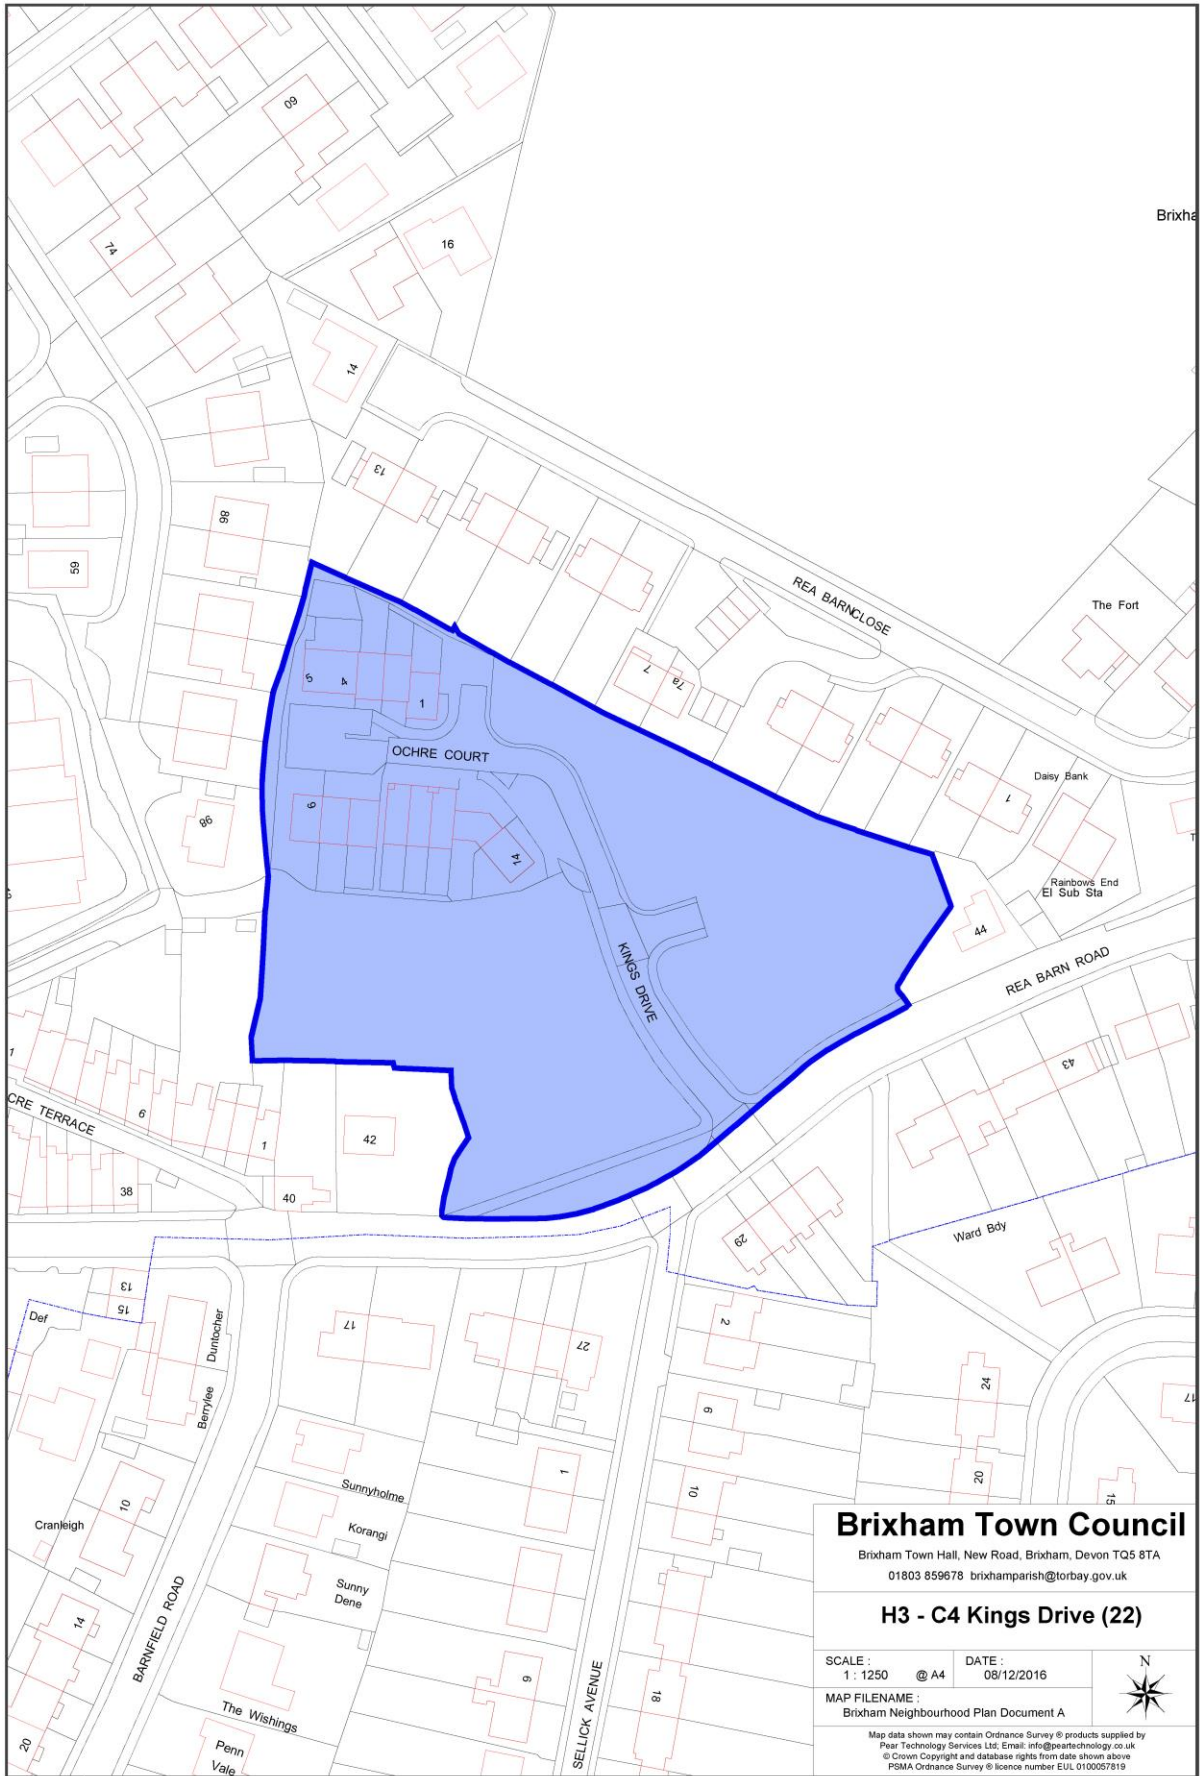 60
Brixha
74
16
14
13
86
59
REA BARN CLOSE
The Fort
7
7a
5
4
1
OCHRE COURT
Daisy Bank
1
9
14
98
Rainbows End
El Sub Sta
44
KINGS DRIVE
REA BARN ROAD
43
1
6
1
CRE TERRACE
42
38
40
29
Ward Bdy
13
15
Def
Duntocher
Berrylee
17
27
2
24
17
6
1
20
15
10
10
Sunnyholme
Cranleigh
Korangi
Sunny
Dene
14
BARNFIELD ROAD
9
18
The Wishings
SELLICK AVENUE
20
Penn
Vale
Brixham Town Council
Brixham Town Hall, New Road, Brixham, Devon TQ5 8TA
01803 859678 brixhamparish@torbay.gov.uk
H3 - C4 Kings Drive (22)
SCALE :
1 : 1250 @ A4
DATE :
08/12/2016
N
MAP FILENAME :
Brixham Neighbourhood Plan Document A
Map data shown may contain Ordnance Survey ® products supplied by
Pear Technology Services Ltd; Email: info@peartechnology.co.uk
© Crown Copyright and database rights from date shown above
PSMA Ordnance Survey ® licence number EUL 0100057819